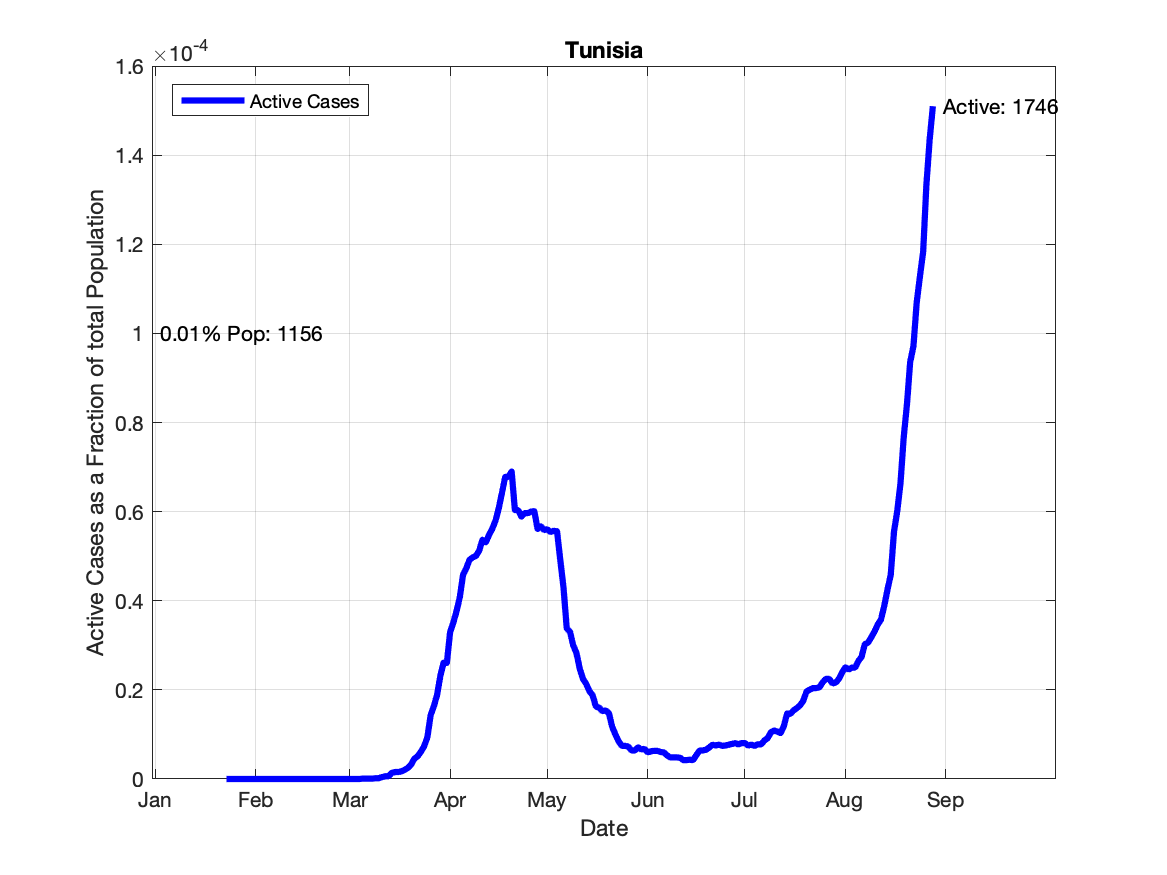 Tunisia
×10-4
1.6
1.4
1.2
1
0.8
0.6
0.4
0.2
0
Active Cases
Active: 1746
0.01% Pop: 1156
Active Cases as a Fraction of total Population
Jan Feb Mar Apr May Jun Jul Aug Sep
Date